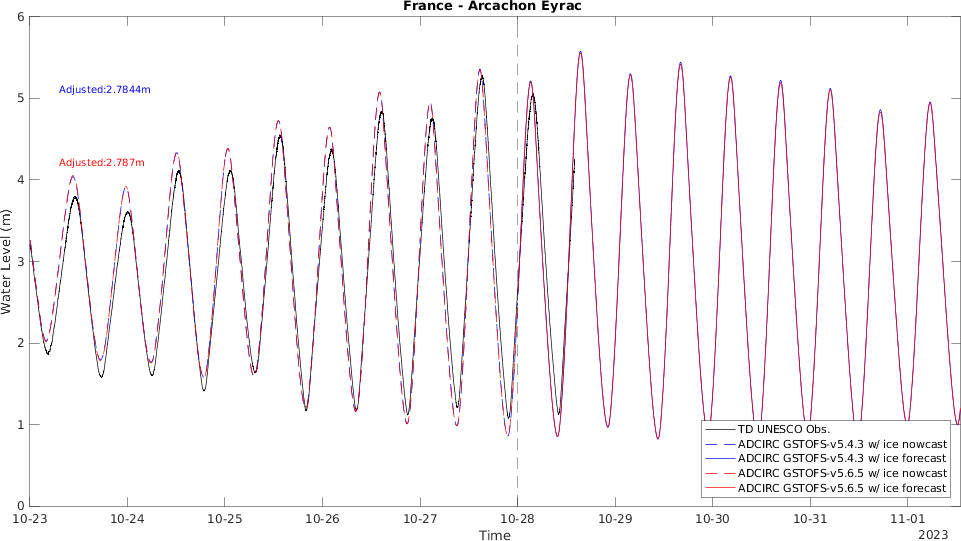 France - Arcachon Eyrac
6
5
4
3
2
1
0
Water Level (m)
Adjusted:2.7844m
Adjusted:2.787m
TD UNESCO Obs.
ADCIRC GSTOFS-v5.4.3 w/ ice nowcast
ADCIRC GSTOFS-v5.4.3 w/ ice forecast
ADCIRC GSTOFS-v5.6.5 w/ ice nowcast
ADCIRC GSTOFS-v5.6.5 w/ ice forecast
10-23 10-24 10-25 10-26 10-27 10-28 10-29 10-30 10-31 11-01
Time
2023